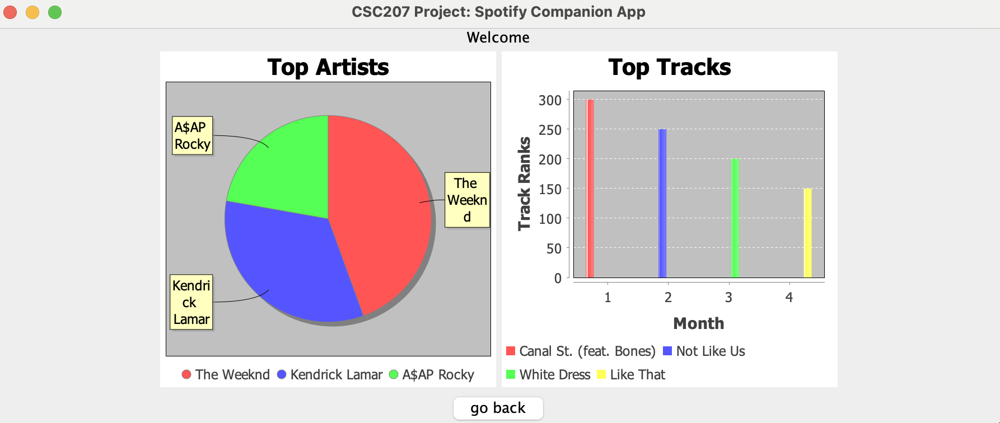 CSC207 Project: Spotify Companion App
Welcome
Top Artists
A$AP
Rocky
The
Weekn
d
Kendri
ck
Lamar
The Weeknd Kendrick Lamar A$AP Rocky
Top Tracks
Track Ranks
300
250
200
150
100
50
0
1 2 3 4
Month
Canal St. (feat. Bones) Not Like Us
White Dress Like That
go back